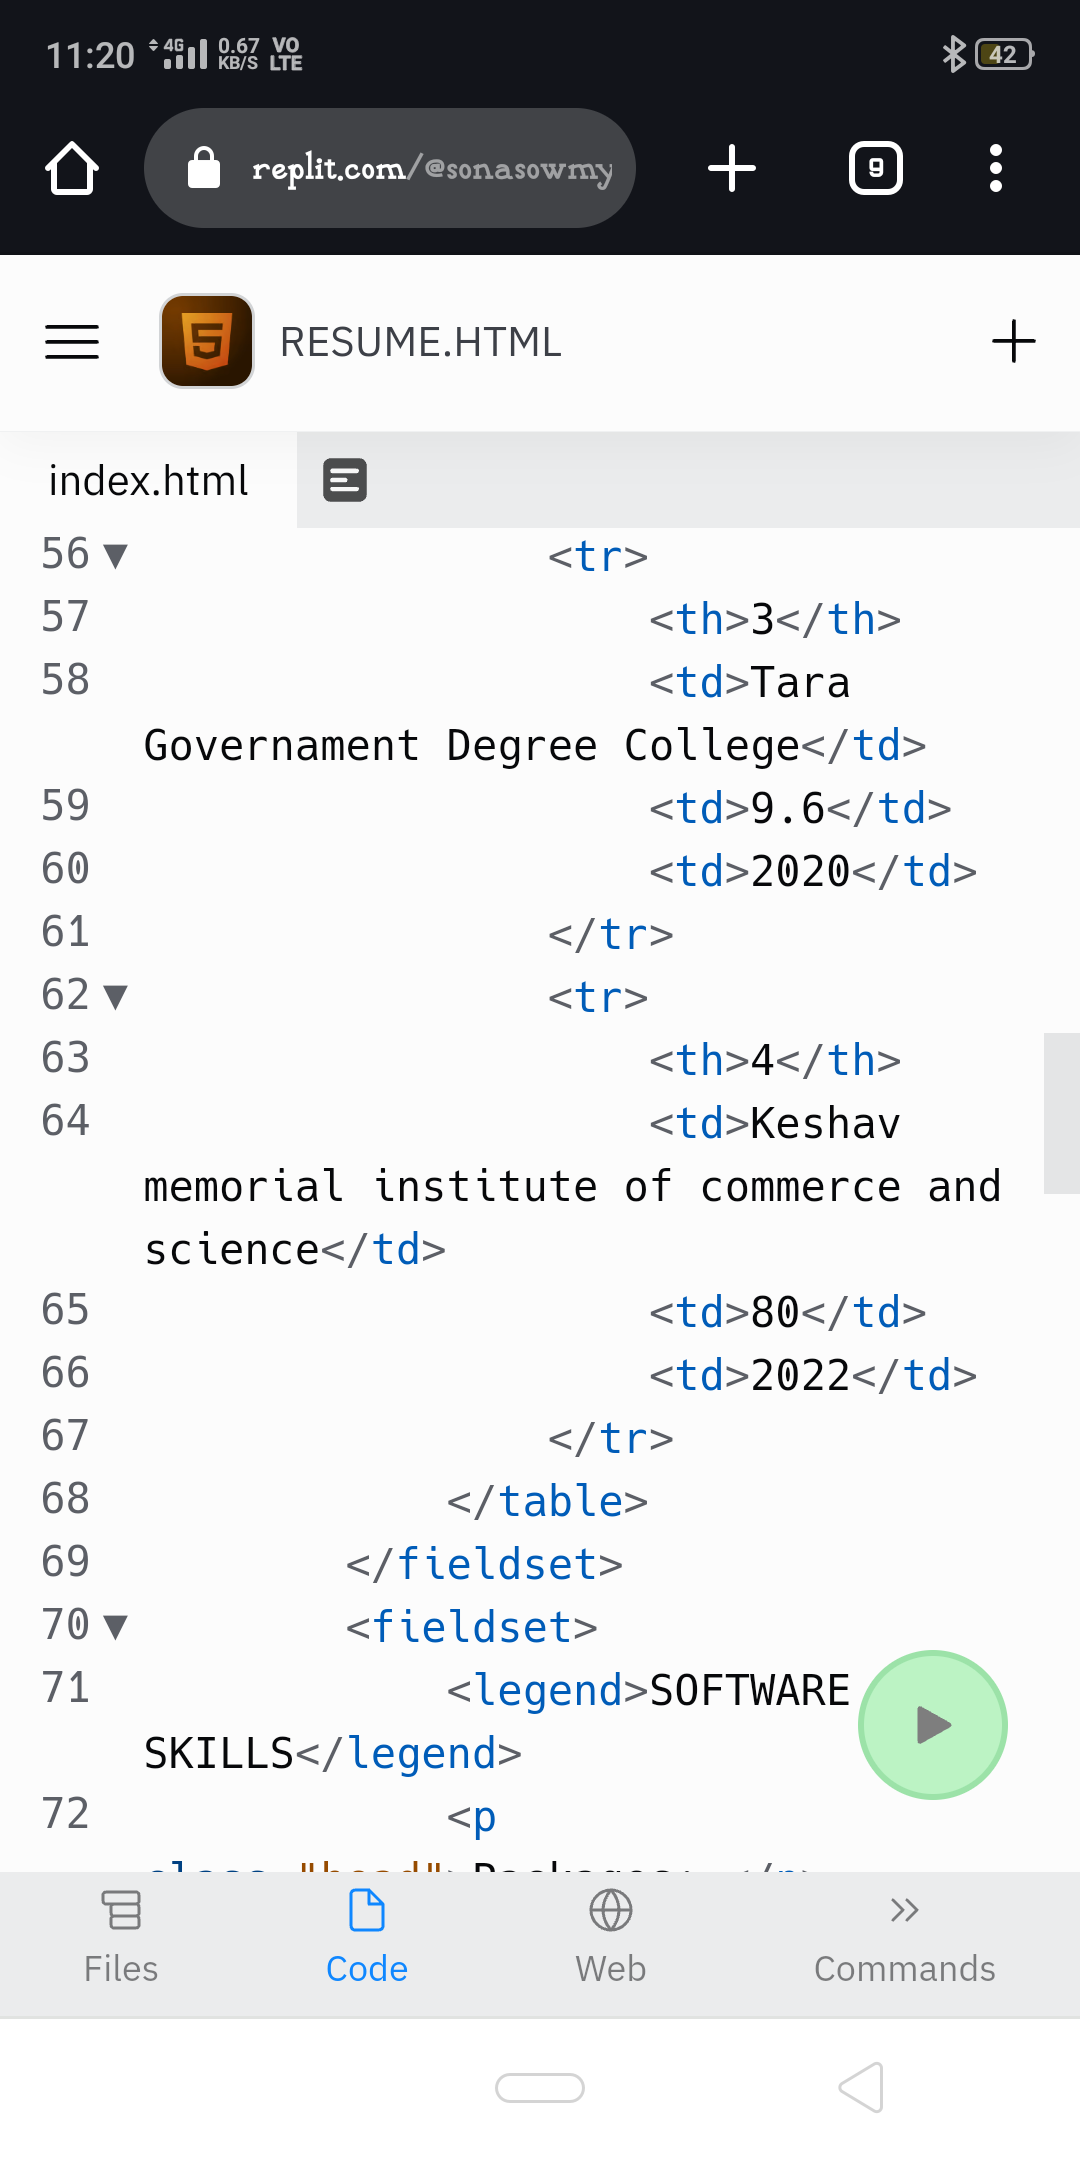 11:20 4G 0.67 KB/S VO LTE 42
replit.com/@sonasowmy
9
RESUME.HTML
index.html
56 <tr>
57 <th>3</th>
58 <td>Tara
Governament Degree College</td>
59 <td>9.6</td>
60 <td>2020</td>
61 </tr>
62 <tr>
63 <th>4</th>
64 <td>Keshav
memorial institute of commerce and
science</td>
65 <td>80</td>
66 <td>2022</td>
67 </tr>
68 </table>
69 </fieldset>
70 <fieldset>
71 <legend>SOFTWARE
SKILLS</legend>
72 <p
class="head">Packages: </p>
Files Code Web Commands